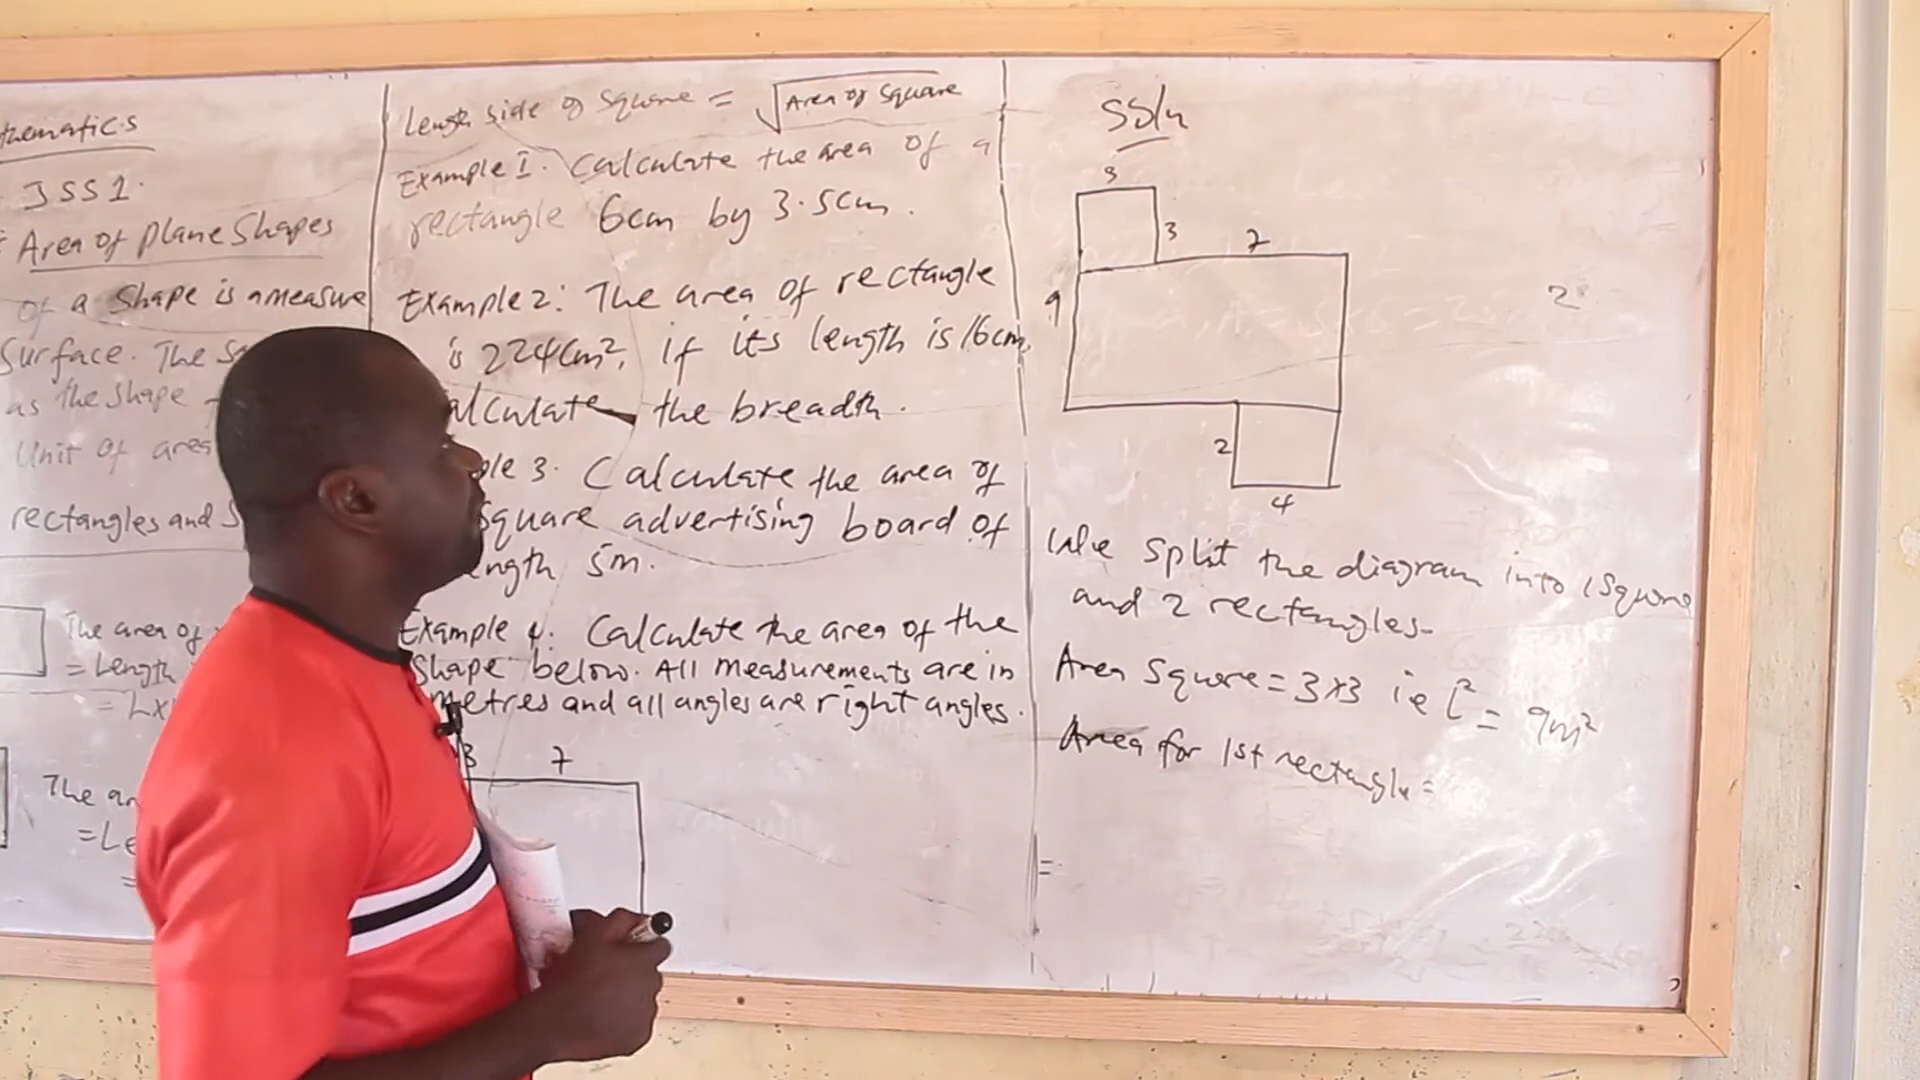 thematics
JSS1.
Area of plane Shapes
of a Shape is a measure
Surface. The
as the Shape
Unit of area
rectangles and S
The area of
= Length
= Lx
The ar
= Le
=
Length side of Square = √Area of Square
Example 1. Calculate the area of a
rectangle 6cm by 3.5cm.
Example 2: The area of rectangle
is 224cm², if its length is 16cm,
alculate the breadth.
ple 3. Calculate the area of
Square advertising board of
ength 5m.
Example 4. Calculate the area of the
Shape below. All measurements are in
metres and all angles are right angles.
3 7
Soln
3
3 7
9
2
2
4
We split the diagram into 1 Square
and 2 rectangles.
Area Square = 3x3 ie l² = 9m²
Area for 1st rectangle =
=